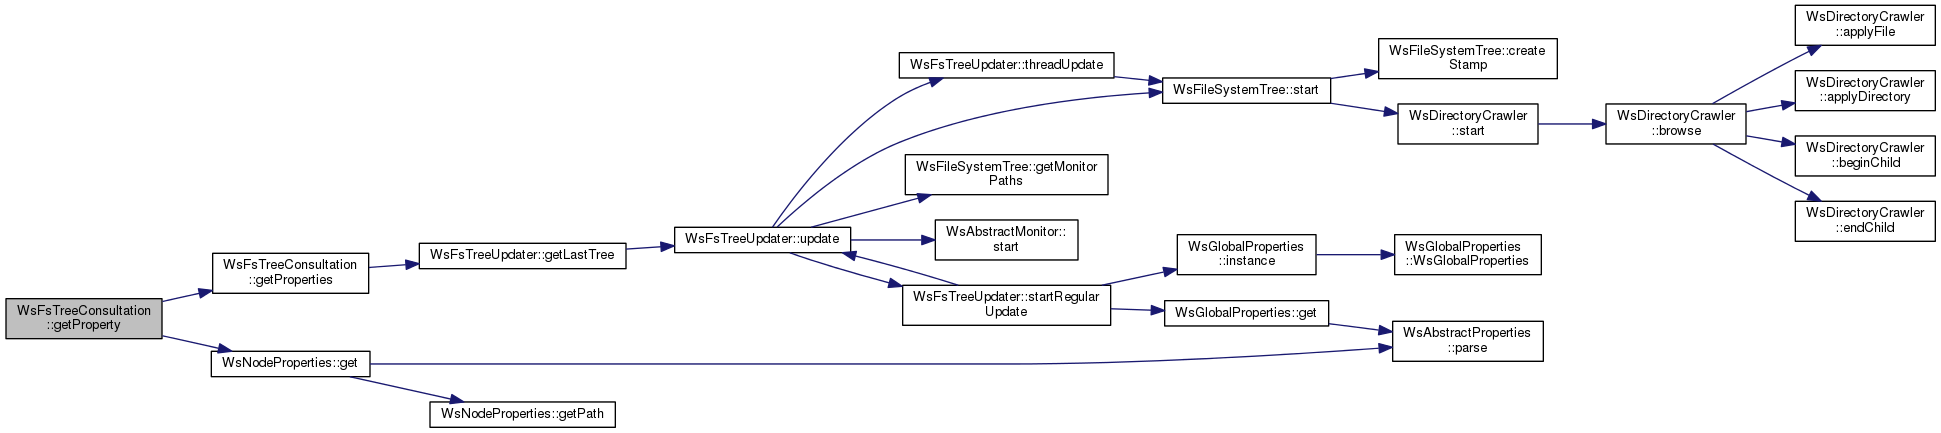 WsFsTreeConsultation
::getProperty
WsFsTreeConsultation
::getProperties
WsNodeProperties::get
WsFsTreeUpdater::getLastTree
WsNodeProperties::getPath
WsFsTreeUpdater::update
WsFsTreeUpdater::threadUpdate
WsFileSystemTree::getMonitor
Paths
WsAbstractMonitor::
start
WsFsTreeUpdater::startRegular
Update
WsFileSystemTree::start
WsGlobalProperties
::instance
WsGlobalProperties::get
WsFileSystemTree::create
Stamp
WsDirectoryCrawler
::start
WsGlobalProperties
::WsGlobalProperties
WsAbstractProperties
::parse
WsDirectoryCrawler
::browse
WsDirectoryCrawler
::applyFile
WsDirectoryCrawler
::applyDirectory
WsDirectoryCrawler
::beginChild
WsDirectoryCrawler
::endChild